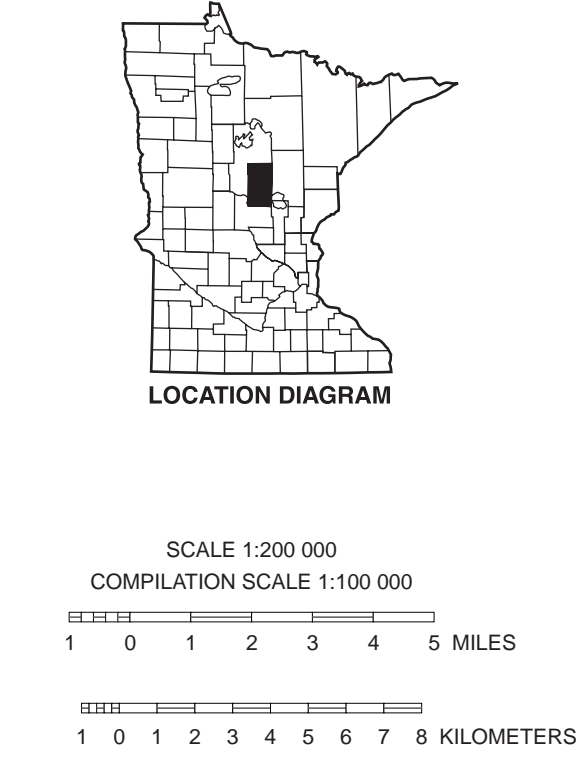 LOCATION DIAGRAM
SCALE 1:200 000
COMPILATION SCALE 1:100 000
1 0 1 2 3 4 5 MILES
1 0 1 2 3 4 5 6 7 8 KILOMETERS